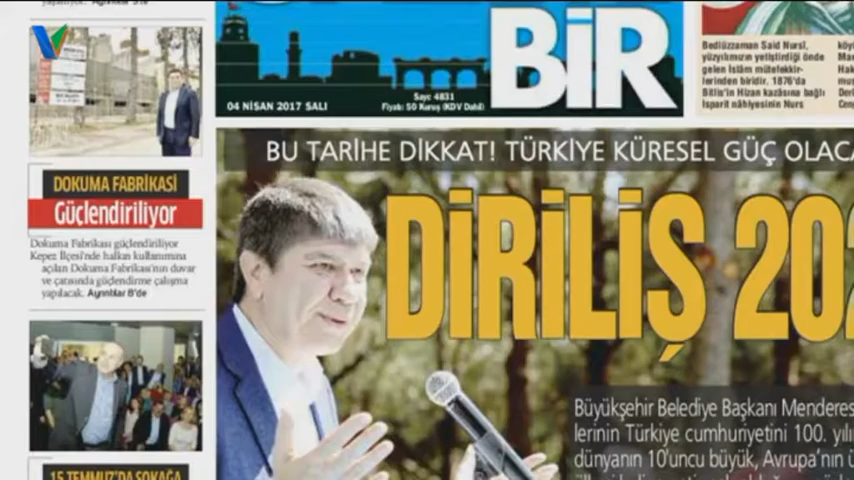 BİR
04 NİSAN 2017 SALI
Sayı: 4831
Fiyatı: 50 Kuruş (KDV Dahil)
Bedîüzzaman Said Nursî,
yüzyılımızın yetiştirdiği önde
gelen İslâm mütefekkir-
lerinden biridir. 1876'da
Bitlis'in Hizan kazâsına bağlı
Isparit nâhiyesinin Nurs
DOKUMA FABRİKASI
Güçlendiriliyor
Dokuma Fabrikası güçlendiriliyor
Kepez İlçesi'nde halkın kullanımına
açılan Dokuma Fabrikası'nın duvar
ve çatısında güçlendirme çalışma
yapılacak. Ayrıntılar 8'de
15 TEMMUZ'DA SOKAĞA
BU TARİHE DİKKAT! TÜRKİYE KÜRESEL GÜÇ OLACA
DİRİLİŞ 202
Büyükşehir Belediye Başkanı Menderes
lerinin Türkiye cumhuriyetini 100. yılı
dünyanın 10'uncu büyük, Avrupa'nın ü